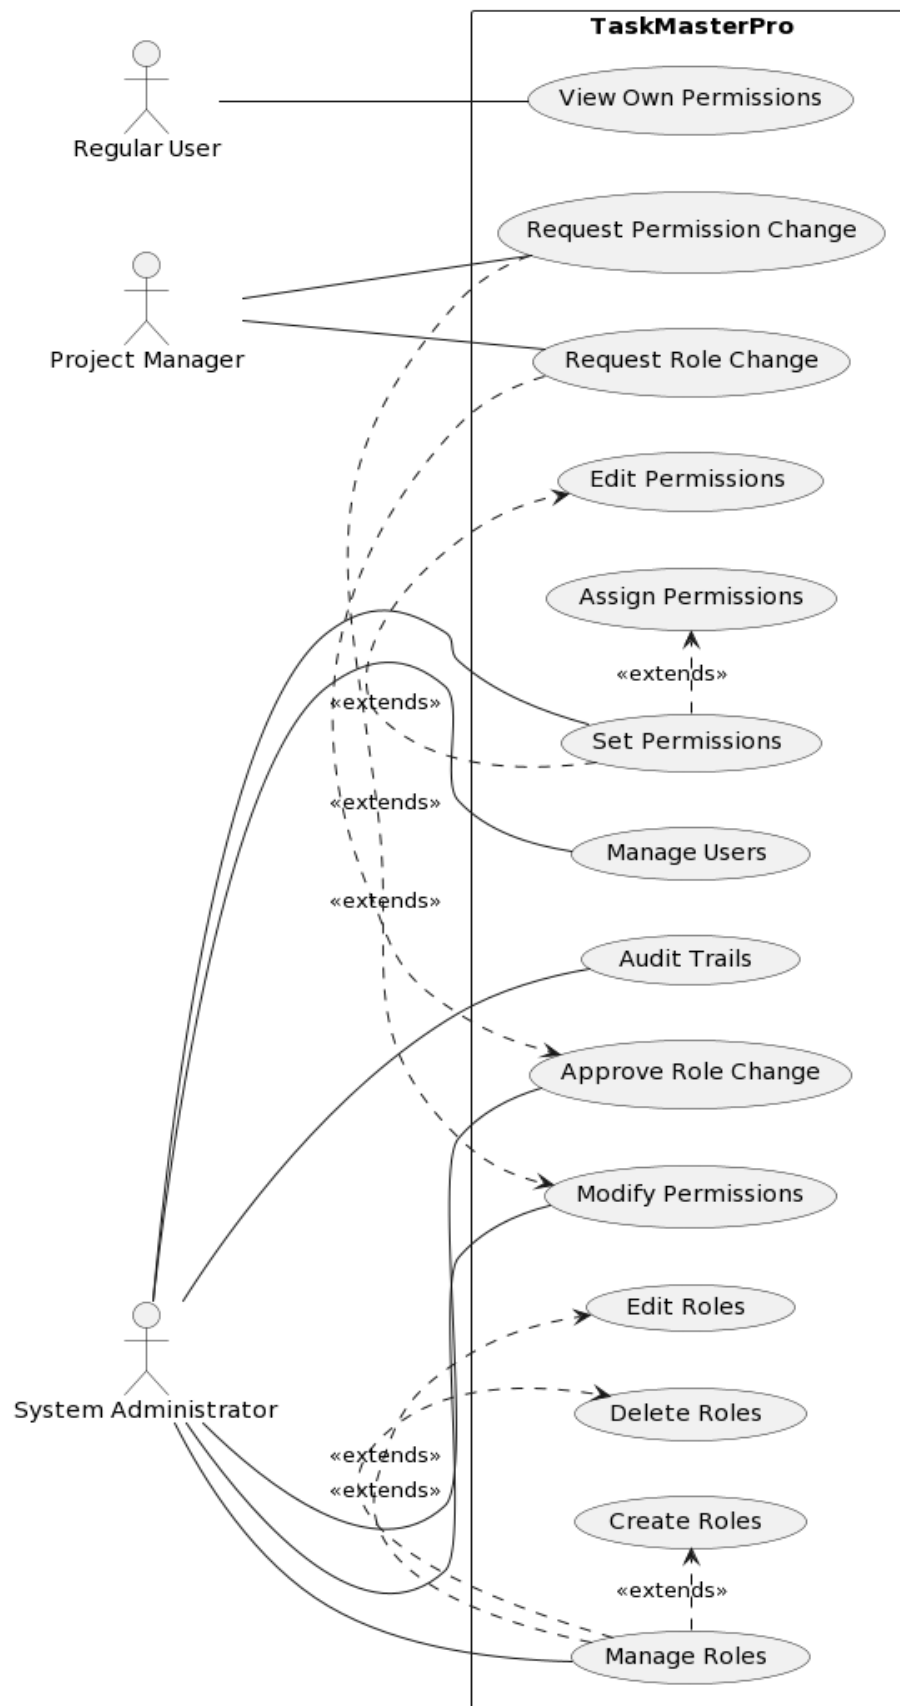 TaskMasterPro
View Own Permissions
Regular User
Request Permission Change
Project Manager
Request Role Change
Edit Permissions
Assign Permissions
«extends»
«extends»
Set Permissions
«extends»
Manage Users
«extends»
Audit Trails
Approve Role Change
Modify Permissions
Edit Roles
System Administrator
Delete Roles
«extends»
«extends»
Create Roles
«extends»
Manage Roles